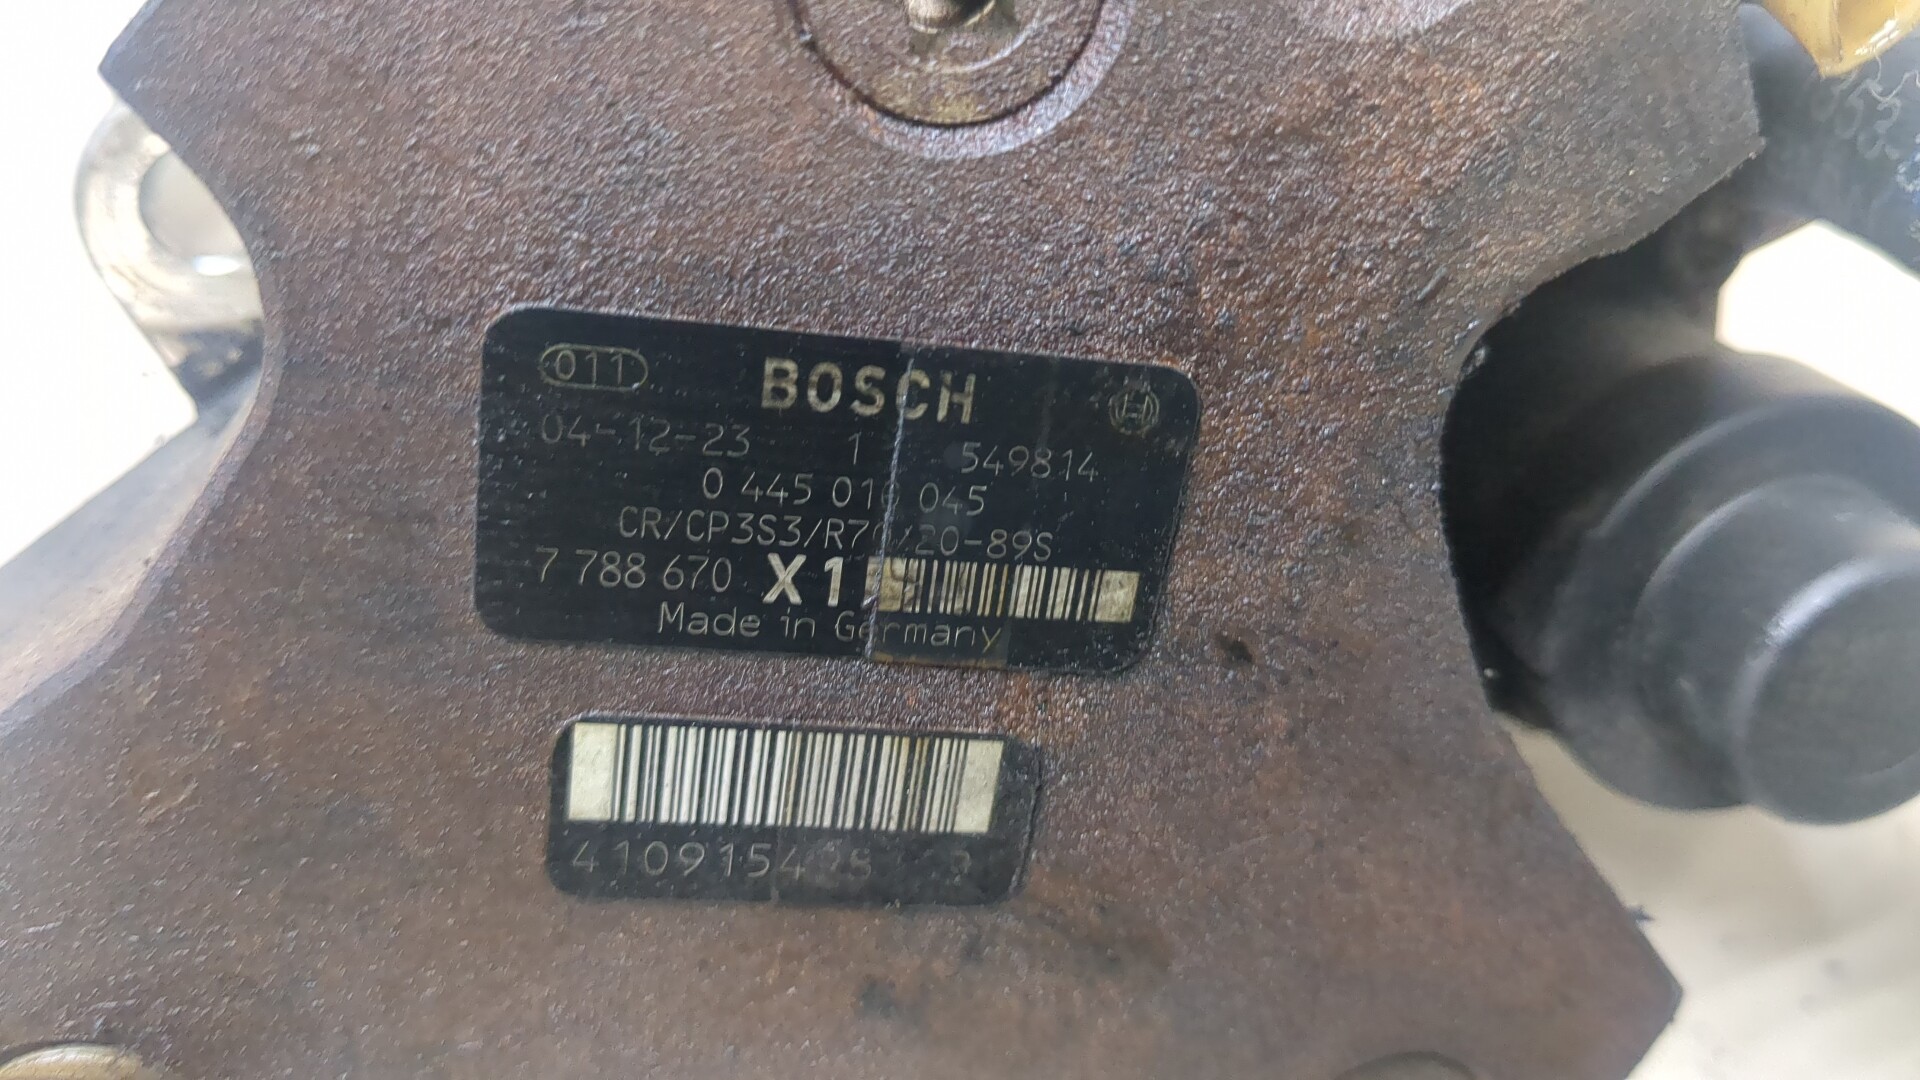 011 BOSCH
04-12-23 1 549814
0 445 010 045
CR/CP3S3/R70/20-89S
7 788 670 X1
Made in Germany